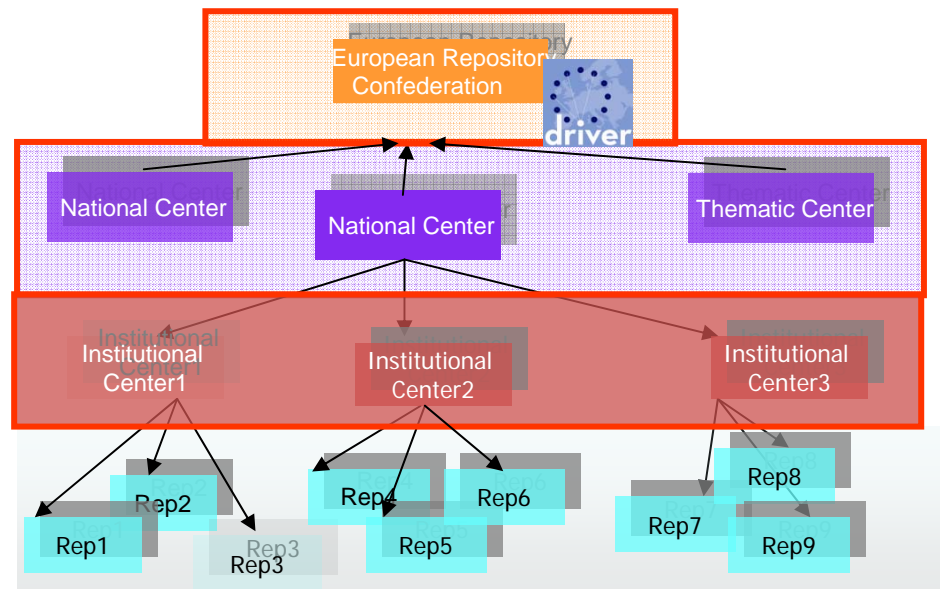 European Repository
Confederation
driver
National Center
National Center
Thematic Center
Institutional
Center1
Institutional
Center2
Institutional
Center3
Rep1
Rep2
Rep3
Rep4
Rep5
Rep6
Rep7
Rep8
Rep9